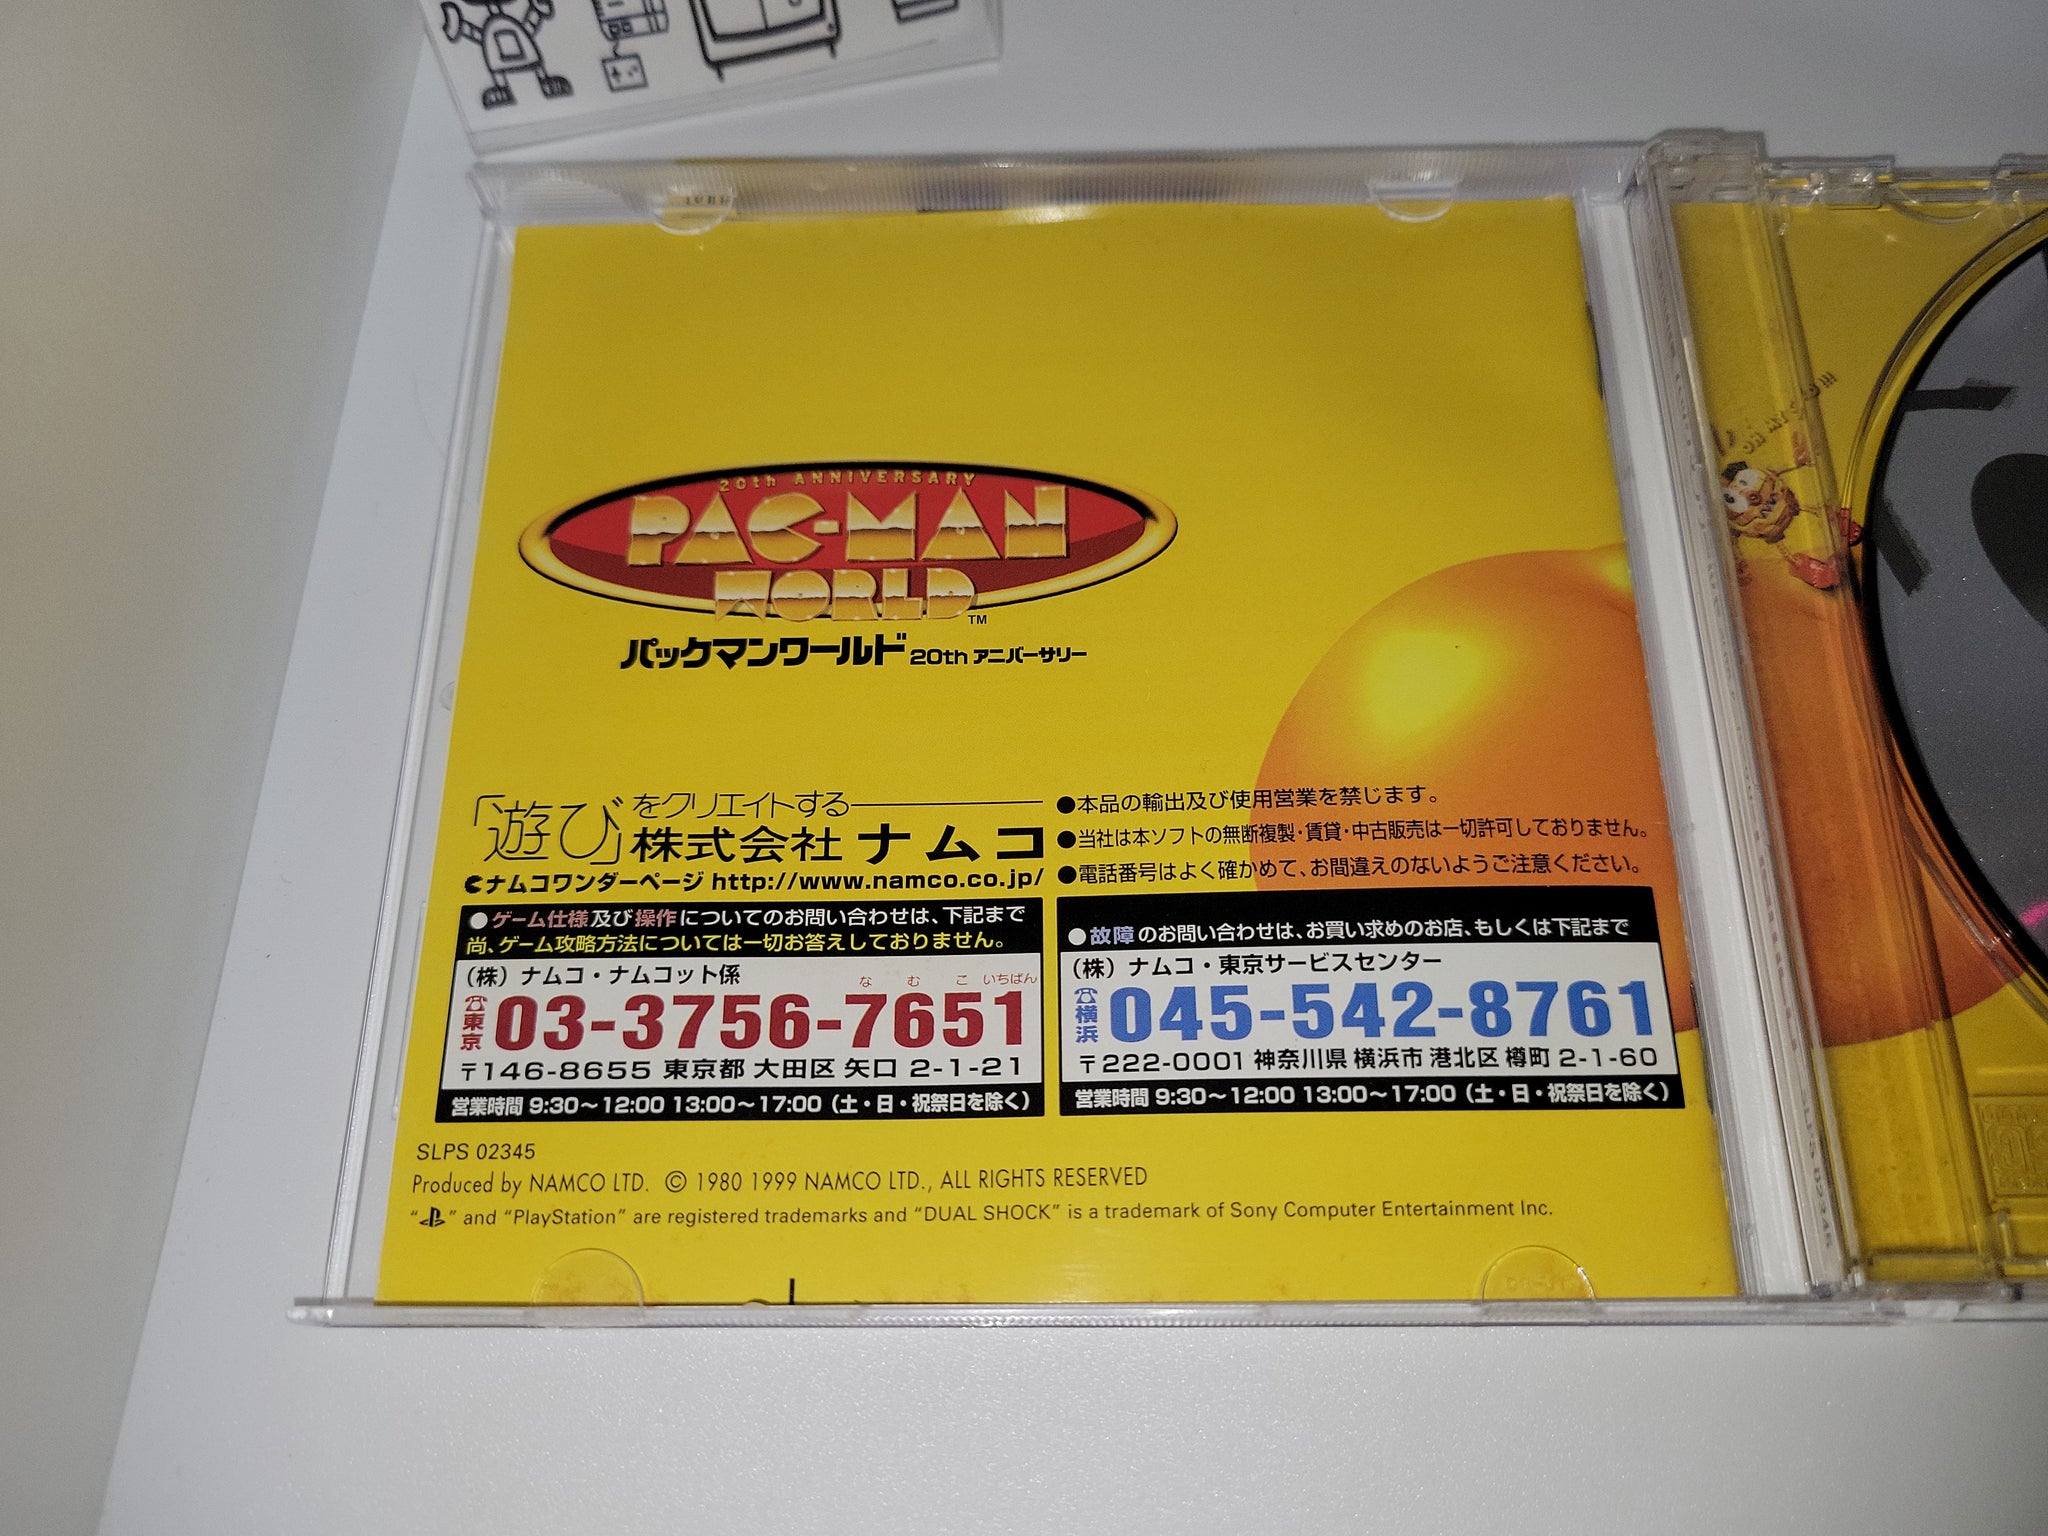 20th ANNIVERSARY
PAC-MAN
WORLD TM
パックマンワールド 20th アニバーサリー
「遊び」をクリエイトする
株式会社 ナムコ
ナムコワンダーページ http://www.namco.co.jp/
●本品の輸出及び使用営業を禁じます。
●当社は本ソフトの無断複製・賃貸・中古販売は一切許可しておりません。
●電話番号はよく確かめて、お間違えのないようご注意ください。
●ゲーム仕様及び操作についてのお問い合わせは、下記まで
尚、ゲーム攻略方法については一切お答えしておりません。
(株) ナムコ・ナムコット係
な む こ いちばん
☎東京 03-3756-7651
〒146-8655 東京都 大田区 矢口 2-1-21
営業時間 9:30～12:00 13:00～17:00 (土・日・祝祭日を除く)
●故障のお問い合わせは、お買い求めのお店、もしくは下記まで
(株) ナムコ・東京サービスセンター
☎横浜 045-542-8761
〒222-0001 神奈川県 横浜市 港北区 樽町 2-1-60
営業時間 9:30～12:00 13:00～17:00 (土・日・祝祭日を除く)
SLPS 02345
Produced by NAMCO LTD. © 1980 1999 NAMCO LTD., ALL RIGHTS RESERVED
“ ” and “PlayStation” are registered trademarks and “DUAL SHOCK” is a trademark of Sony Computer Entertainment Inc.